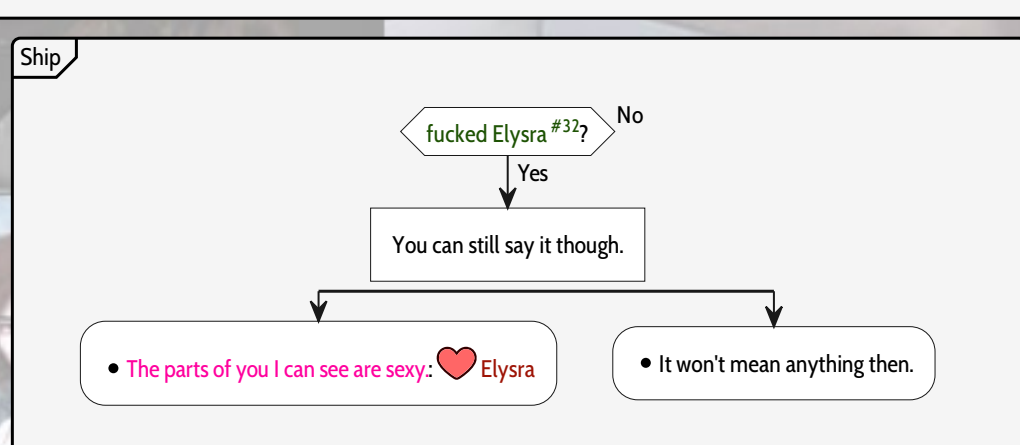 Ship
fucked Elysra #32?
No
Yes
You can still say it though.
• The parts of you I can see are sexy.: Elysra
• It won't mean anything then.